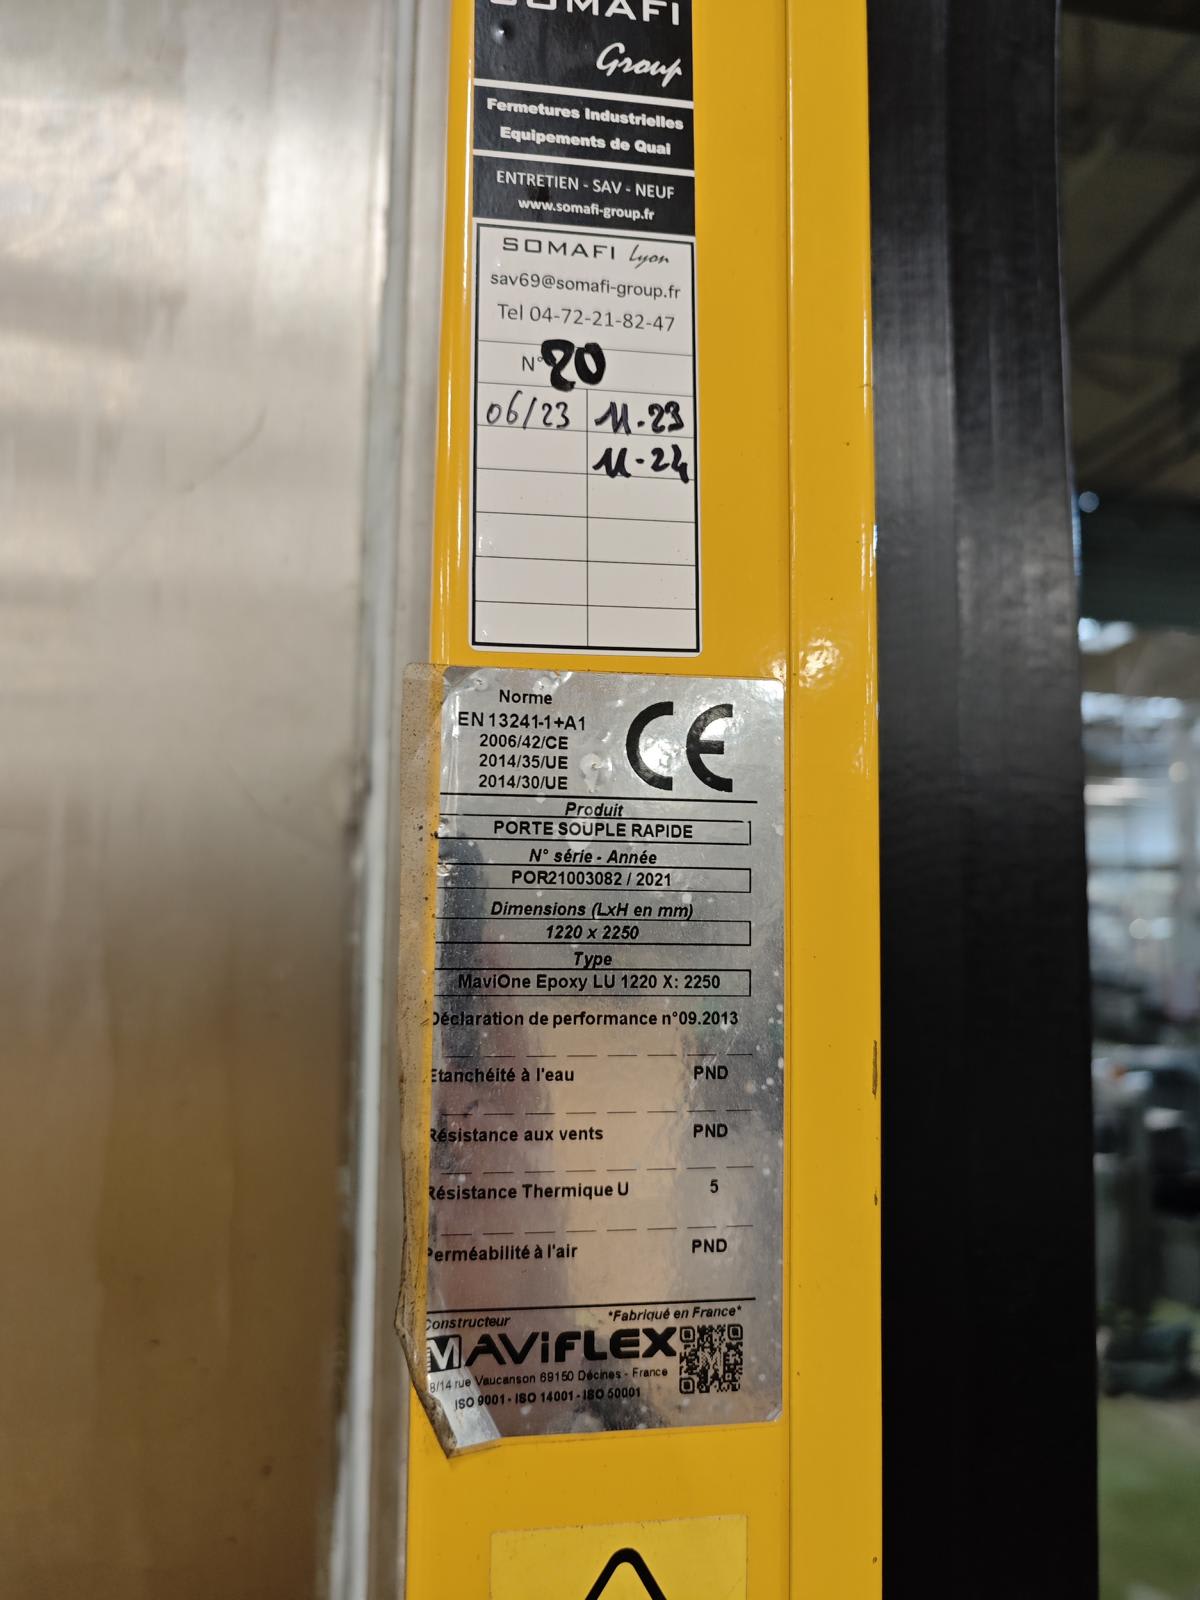 SOMAFI
Group
Fermetures Industrielles
Equipements de Quai
ENTRETIEN - SAV - NEUF
www.somafi-group.fr
SOMAFI Lyon
sav69@somafi-group.fr
Tel 04-72-21-82-47
N° 20
06/23 11-23
11-24
Norme
EN 13241-1+A1
2006/42/CE
2014/35/UE
2014/30/UE
CE
Produit
PORTE SOUPLE RAPIDE
N° série - Année
POR21003082 / 2021
Dimensions (LxH en mm)
1220 x 2250
Type
MaviOne Epoxy LU 1220 X: 2250
Déclaration de performance n°09.2013
Etanchéité à l'eau PND
Résistance aux vents PND
Résistance Thermique U 5
Perméabilité à l'air PND
Constructeur *Fabriqué en France*
MAViFLEX
8/14 rue Vaucanson 69150 Décines - France
ISO 9001 - ISO 14001 - ISO 50001